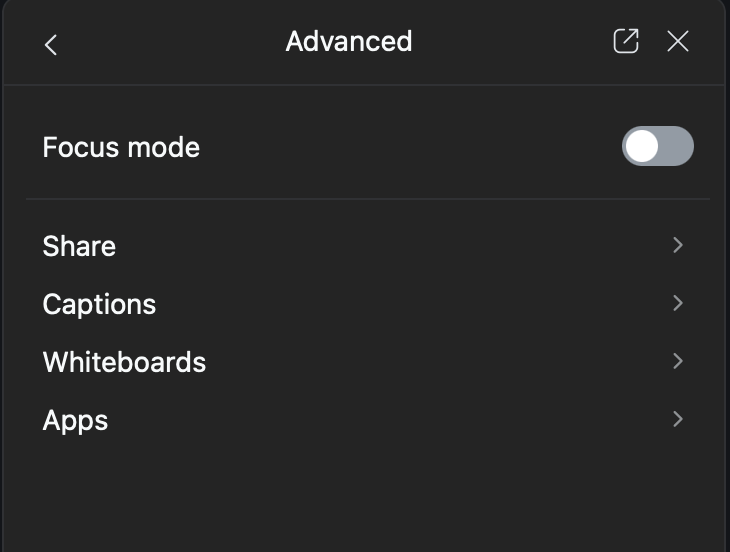 Advanced
Focus mode
Share
Captions
Whiteboards
Apps